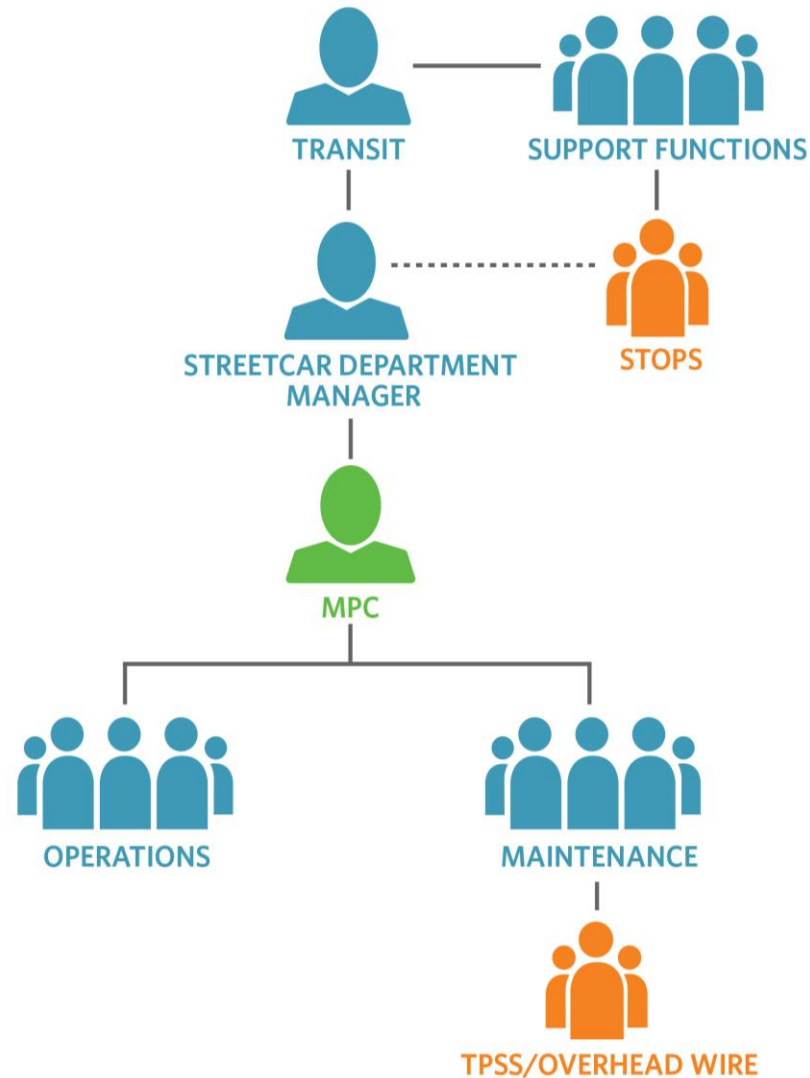 TRANSIT
SUPPORT FUNCTIONS
STREETCAR DEPARTMENT
MANAGER
STOPS
MPC
OPERATIONS
MAINTENANCE
TPSS/OVERHEAD WIRE